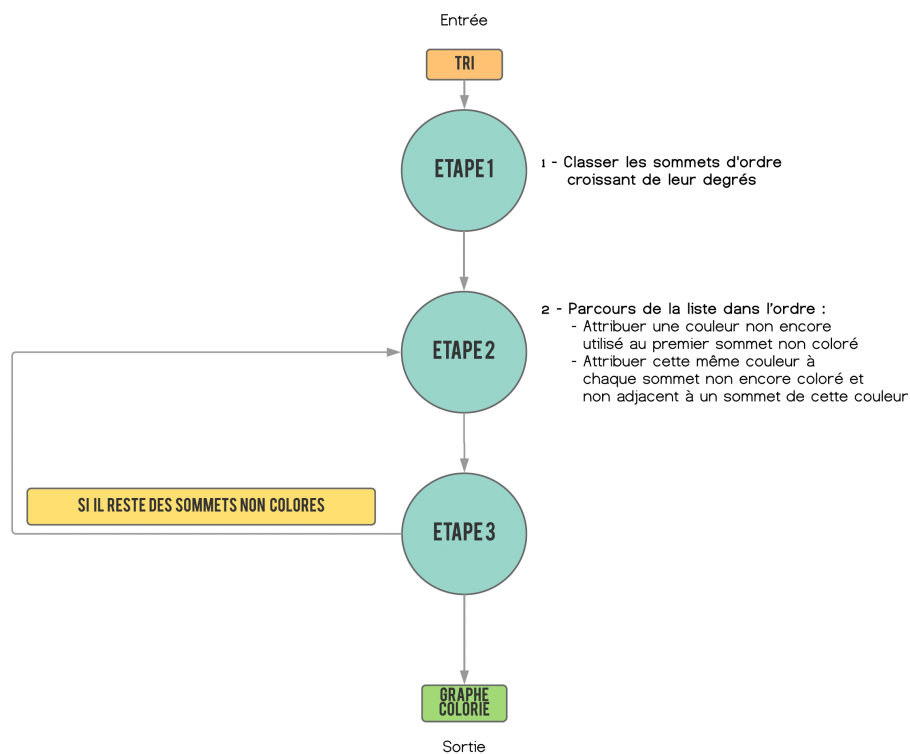 Entrée
TRI
ETAPE 1
1 - Classer les sommets d'ordre
croissant de leur degrés
ETAPE 2
2 - Parcours de la liste dans l'ordre :
- Attribuer une couleur non encore
utilisé au premier sommet non coloré
- Attribuer cette même couleur à
chaque sommet non encore coloré et
non adjacent à un sommet de cette couleur
SI IL RESTE DES SOMMETS NON COLORES
ETAPE 3
GRAPHE
COLORIE
Sortie